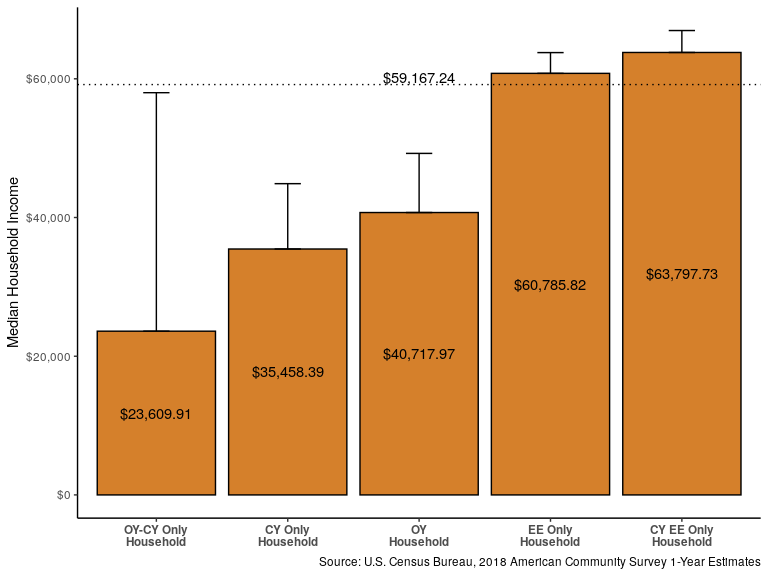 Median Household Income
$60,000
$40,000
$20,000
$0
$59,167.24
$23,609.91
$35,458.39
$40,717.97
$60,785.82
$63,797.73
OY-CY Only
Household
CY Only
Household
OY
Household
EE Only
Household
CY EE Only
Household
Source: U.S. Census Bureau, 2018 American Community Survey 1-Year Estimates